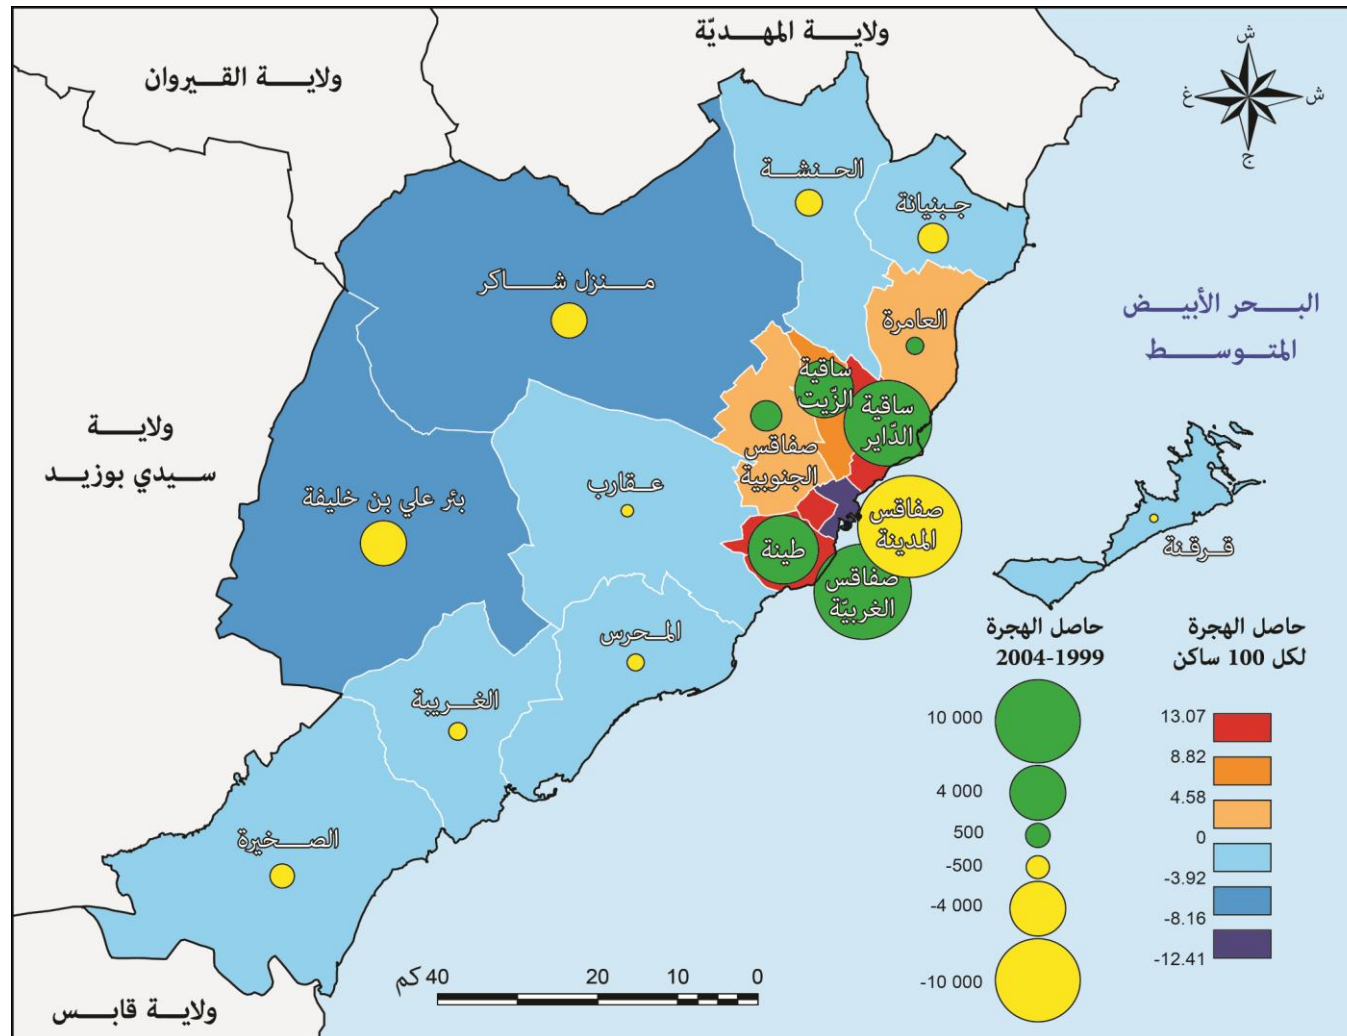 ولاية المهديّة
ولاية القيروان
ش
غ
ش
ج
الحنشة
جبنيانة
منزل شاكر
العامرة
البحر الأبيض
المتوسط
ساقية
الزّيت
ساقية
الدّاير
صفاقس
الجنوبية
ولاية
سيدي بوزيد
بئر علي بن خليفة
عقارب
صفاقس
المدينة
طينة
صفاقس
الغربيّة
قرقنة
المحرس
الغريبة
الصخيرة
ولاية قابس
حاصل الهجرة
لكل 100 ساكن
13.07
8.82
4.58
0
-3.92
-8.16
-12.41
حاصل الهجرة
2004-1999
10 000
4 000
500
-500
-4 000
-10 000
0 10 20 40 كم